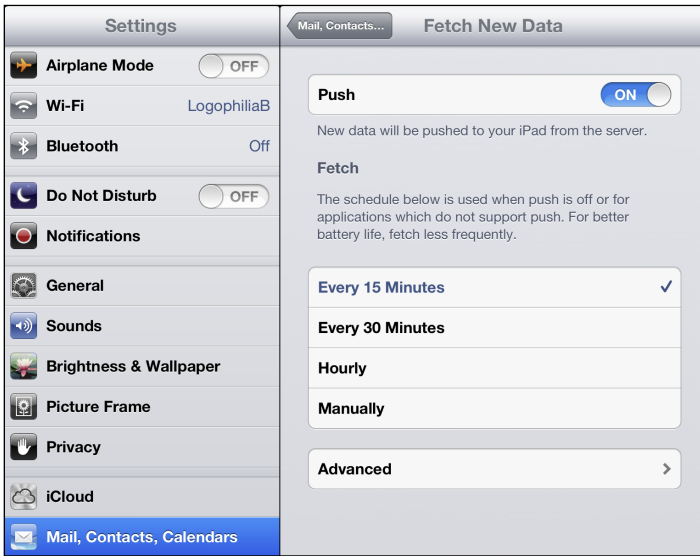 Settings
Airplane Mode OFF
Wi-Fi LogophiliaB
Bluetooth Off
Do Not Disturb OFF
Notifications
General
Sounds
Brightness & Wallpaper
Picture Frame
Privacy
iCloud
Mail, Contacts, Calendars
Mail, Contacts... Fetch New Data
Push ON
New data will be pushed to your iPad from the server.
Fetch
The schedule below is used when push is off or for
applications which do not support push. For better
battery life, fetch less frequently.
Every 15 Minutes
Every 30 Minutes
Hourly
Manually
Advanced